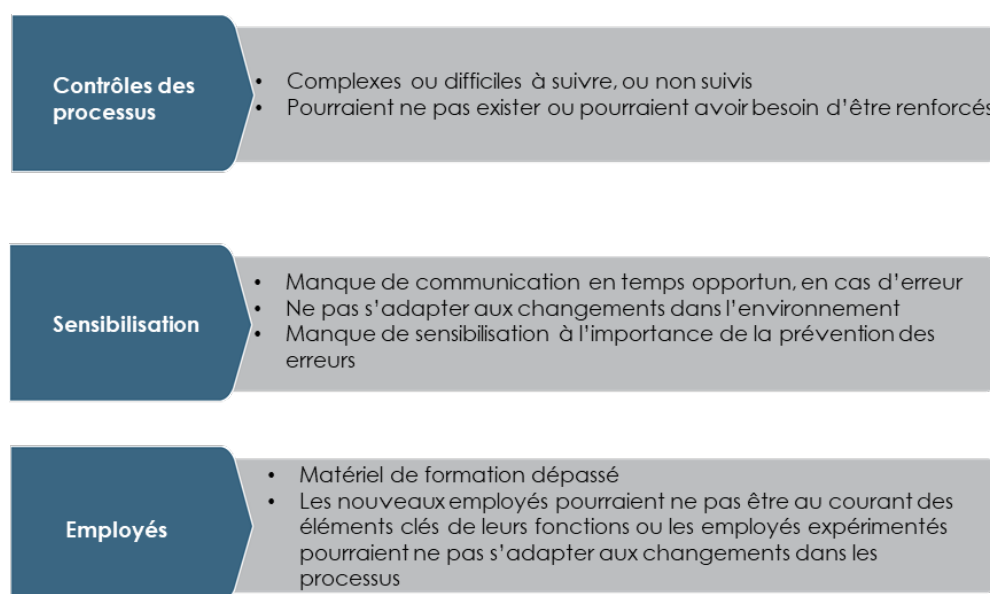 Contrôles des
processus
• Complexes ou difficiles à suivre, ou non suivis
• Pourraient ne pas exister ou pourraient avoir besoin d’être renforcés
Sensibilisation
• Manque de communication en temps opportun, en cas d’erreur
• Ne pas s’adapter aux changements dans l’environnement
• Manque de sensibilisation à l’importance de la prévention des
erreurs
Employés
• Matériel de formation dépassé
• Les nouveaux employés pourraient ne pas être au courant des
éléments clés de leurs fonctions ou les employés expérimentés
pourraient ne pas s’adapter aux changements dans les
processus